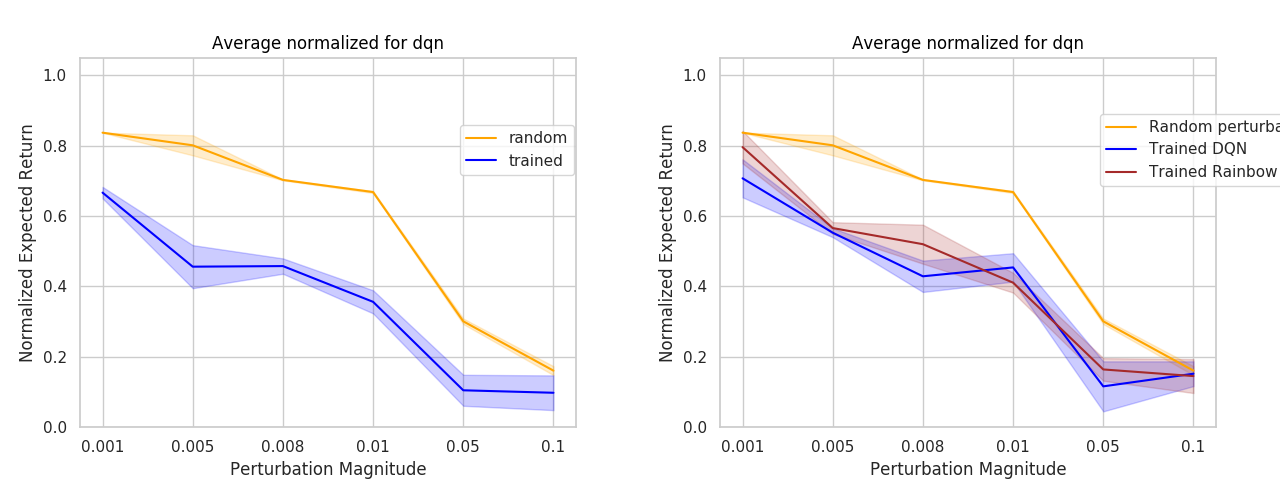 Average normalized for dqn
1.0
0.8
0.6
0.4
0.2
0.0
Normalized Expected Return
random
trained
0.001 0.005 0.008 0.01 0.05 0.1
Perturbation Magnitude
Average normalized for dqn
1.0
0.8
0.6
0.4
0.2
0.0
Normalized Expected Return
Random perturba
Trained DQN
Trained Rainbow
0.001 0.005 0.008 0.01 0.05 0.1
Perturbation Magnitude